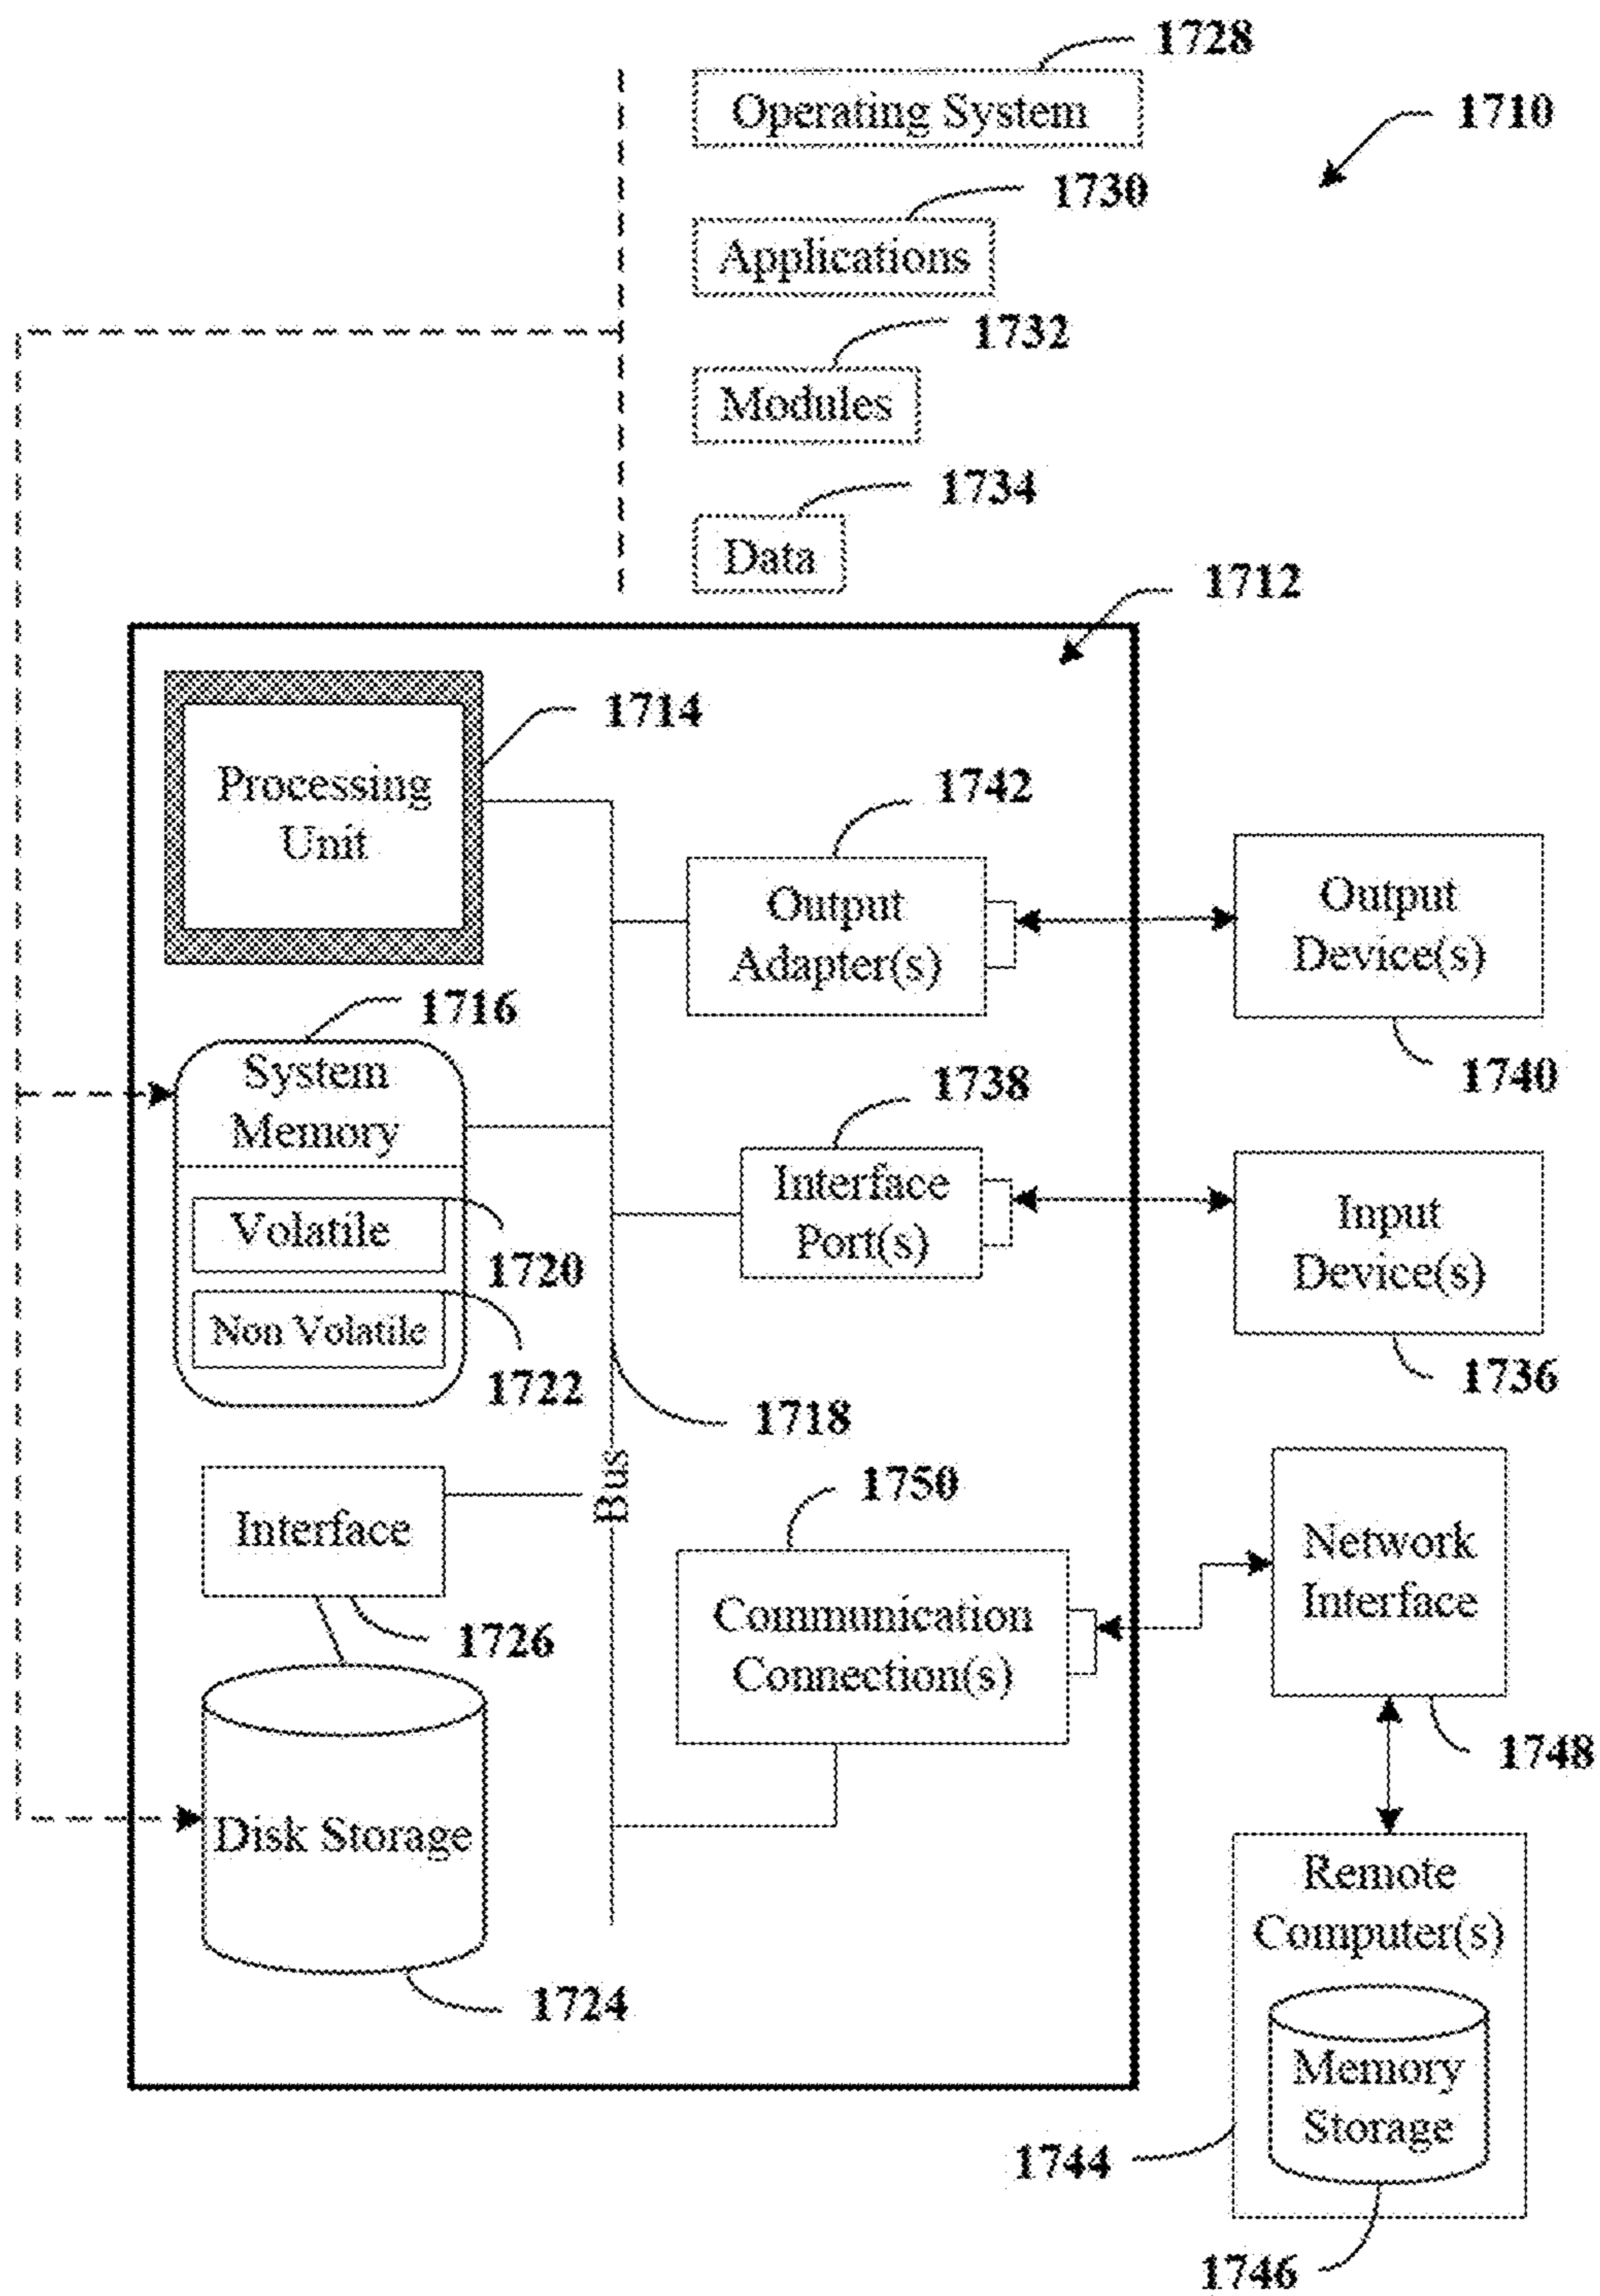 1728
Operating System
1710
1730
Applications
1732
Modules
1734
Data
1712
1714
Processing
Unit
1742
Output
Adapter(s)
Output
Device(s)
1740
1716
System
Memory
Volatile
1720
Non Volatile
1722
1738
Interface
Port(s)
Input
Device(s)
1736
1718
Bus
1750
Interface
1726
Communication
Connection(s)
Network
Interface
1748
Disk Storage
1724
Remote
Computer(s)
Memory
Storage
1744
1746